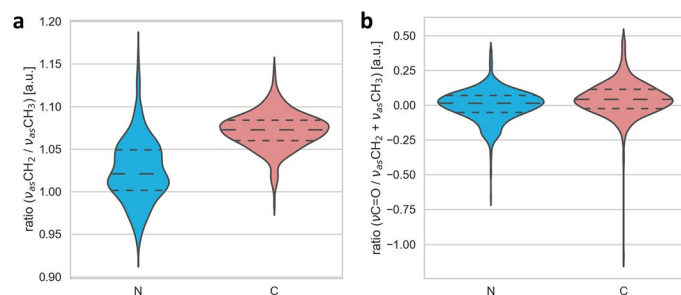 a
1.20
1.15
1.10
1.05
1.00
0.95
0.90
ratio (νasCH2 / νasCH3) [a.u.]
N
C
b
0.50
0.25
0.00
−0.25
−0.50
−0.75
−1.00
ratio (νC=O / νasCH2 + νasCH3) [a.u.]
N
C